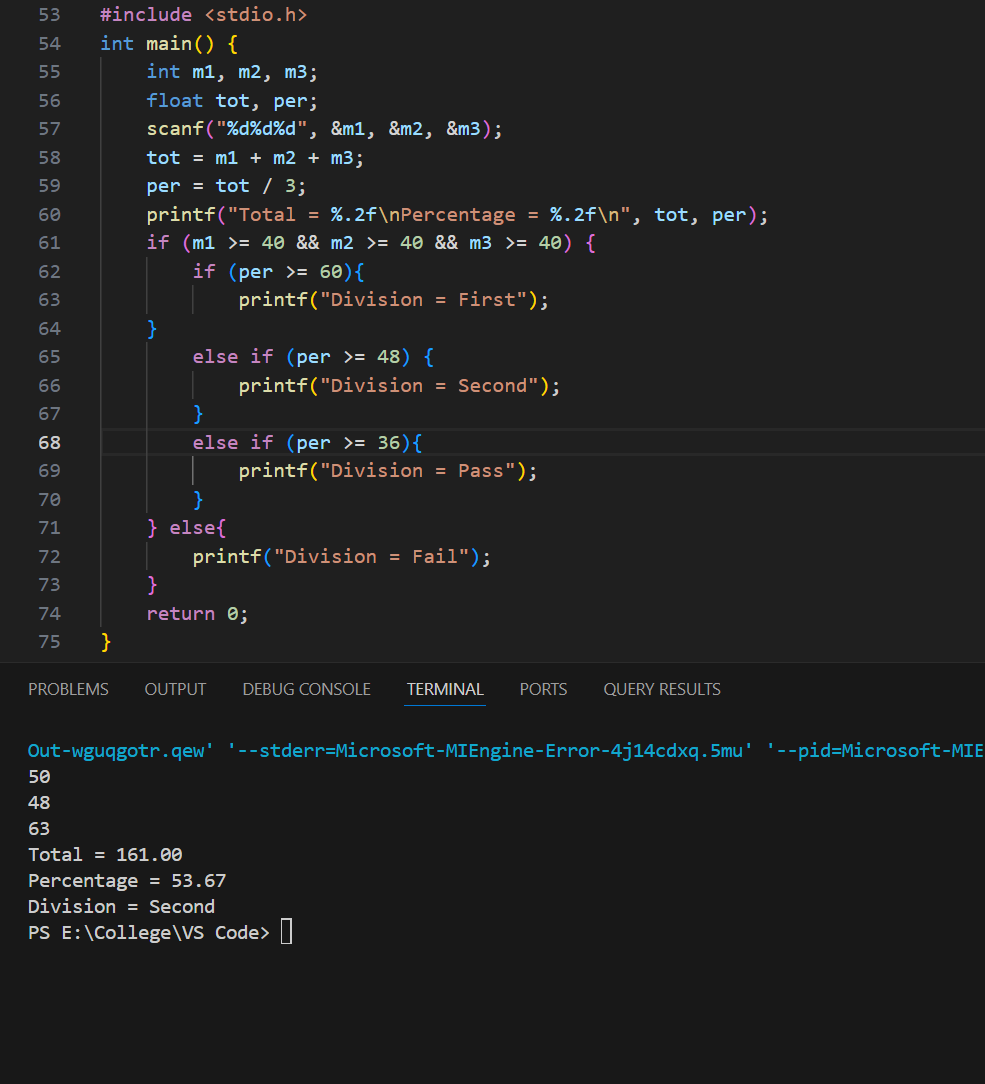 53 #include <stdio.h>
54 int main() {
55     int m1, m2, m3;
56     float tot, per;
57     scanf("%d%d%d", &m1, &m2, &m3);
58     tot = m1 + m2 + m3;
59     per = tot / 3;
60     printf("Total = %.2f\nPercentage = %.2f\n", tot, per);
61     if (m1 >= 40 && m2 >= 40 && m3 >= 40) {
62         if (per >= 60){
63             printf("Division = First");
64     }
65         else if (per >= 48) {
66             printf("Division = Second");
67         }
68         else if (per >= 36){
69             printf("Division = Pass");
70         }
71     } else{
72         printf("Division = Fail");
73     }
74     return 0;
75 }
PROBLEMS OUTPUT DEBUG CONSOLE TERMINAL PORTS QUERY RESULTS
Out-wguqgotr.qew' '--stderr=Microsoft-MIEngine-Error-4j14cdxq.5mu' '--pid=Microsoft-MIE
50
48
63
Total = 161.00
Percentage = 53.67
Division = Second
PS E:\College\VS Code>